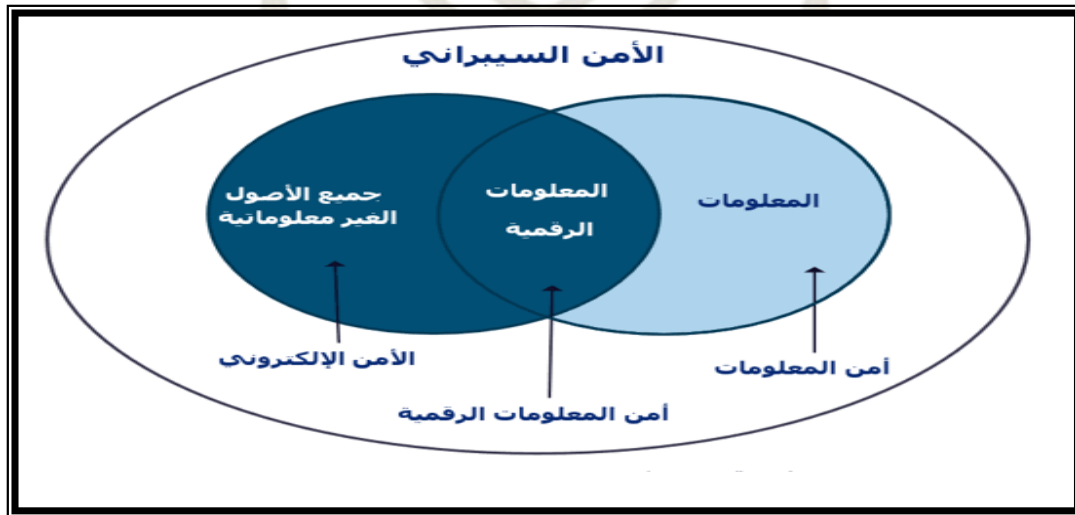 الأمن السيبراني
المعلومات
المعلومات
الرقمية
جميع الأصول
الغير معلوماتية
أمن المعلومات
أمن المعلومات الرقمية
الأمن الإلكتروني